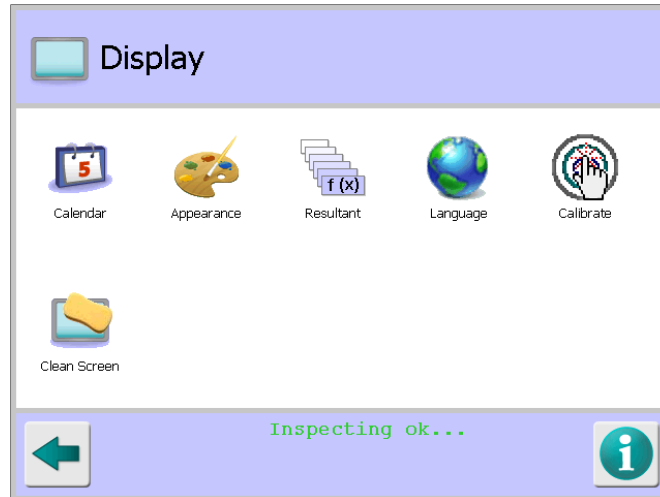 Display
5
Calendar
Appearance
f (x)
Resultant
Language
Calibrate
Clean Screen
Inspecting ok...
i